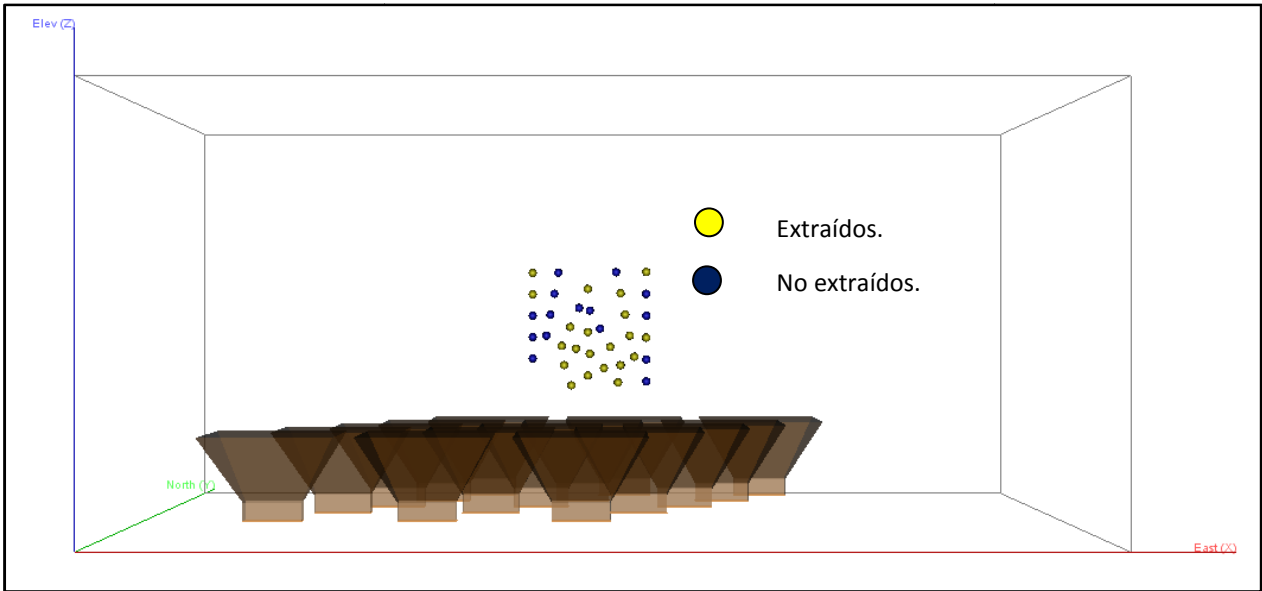 Elev (Z)
Extraídos.
No extraídos.
North (Y)
East (X)